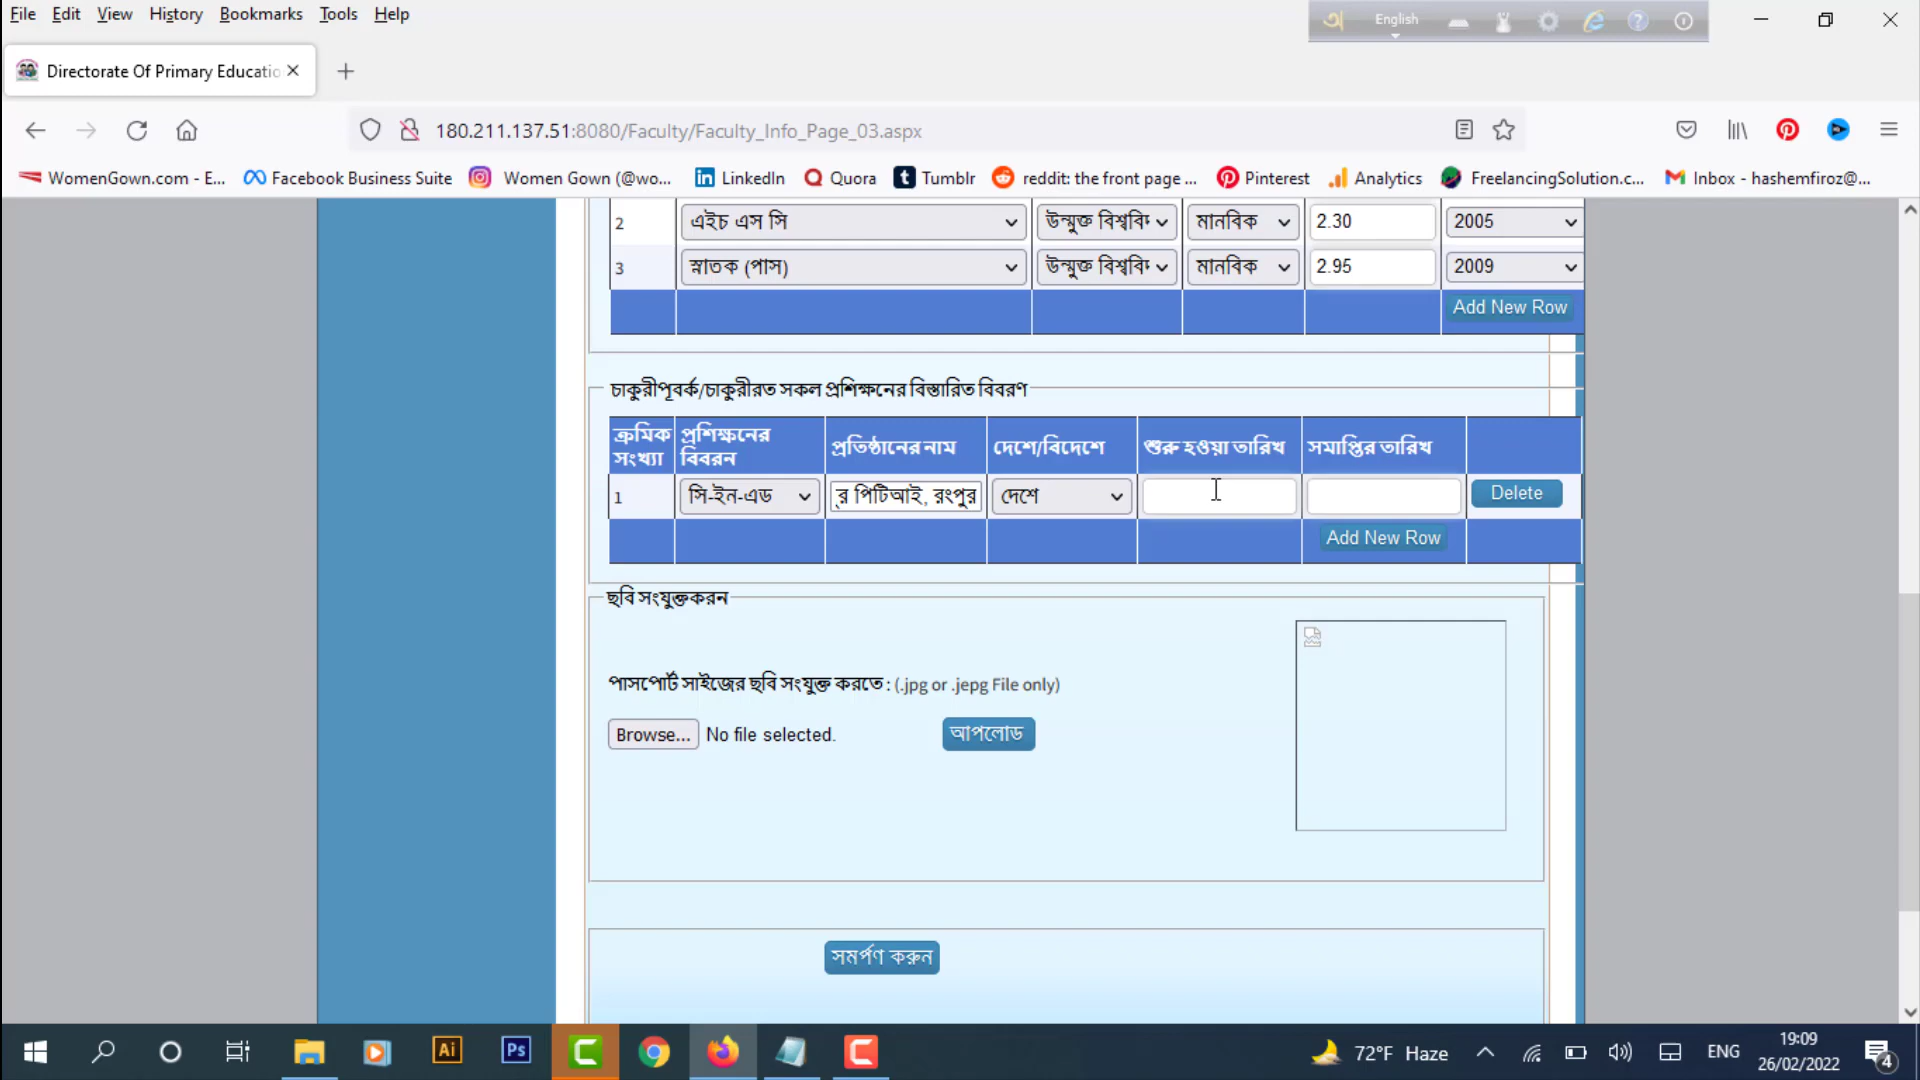 File Edit View History Bookmarks Tools Help
অ English
Directorate Of Primary Educatio
180.211.137.51:8080/Faculty/Faculty_Info_Page_03.aspx
WomenGown.com - E... Facebook Business Suite Women Gown (@wo... LinkedIn Quora Tumblr reddit: the front page ... Pinterest Analytics FreelancingSolution.c... Inbox - hashemfiroz@...
2 এইচ এস সি উন্মুক্ত বিশ্ববি মানবিক 2.30 2005
3 স্নাতক (পাস) উন্মুক্ত বিশ্ববি মানবিক 2.95 2009
Add New Row
চাকুরীপূবর্ক/চাকুরীরত সকল প্রশিক্ষনের বিস্তারিত বিবরণ
ক্রমিক সংখ্যা প্রশিক্ষনের বিবরন প্রতিষ্ঠানের নাম দেশে/বিদেশে শুরু হওয়া তারিখ সমাপ্তির তারিখ
1 সি-ইন-এড র পিটিআই, রংপুর দেশে Delete
Add New Row
ছবি সংযুক্তকরন
পাসপোর্ট সাইজের ছবি সংযুক্ত করতে : (.jpg or .jepg File only)
Browse... No file selected. আপলোড
সমর্পণ করুন
Ai Ps 72°F Haze ENG 19:09
26/02/2022 4